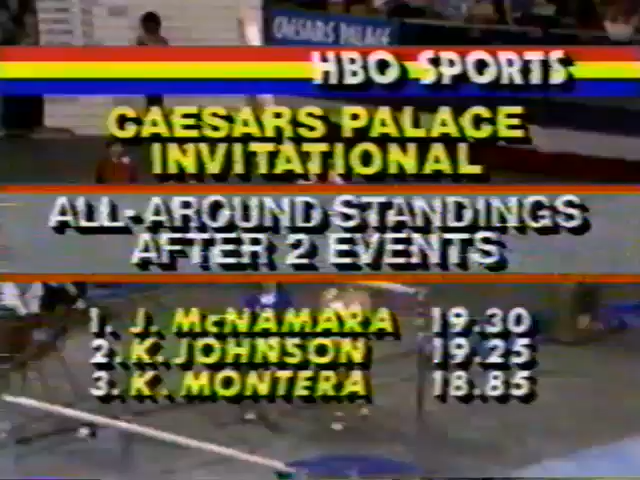 CAESARS PALACE
HBO SPORTS
CAESARS PALACE
INVITATIONAL
ALL-AROUND STANDINGS
AFTER 2 EVENTS
1. J. McNAMARA 19.30
2. K. JOHNSON 19.25
3. K. MONTERA 18.85